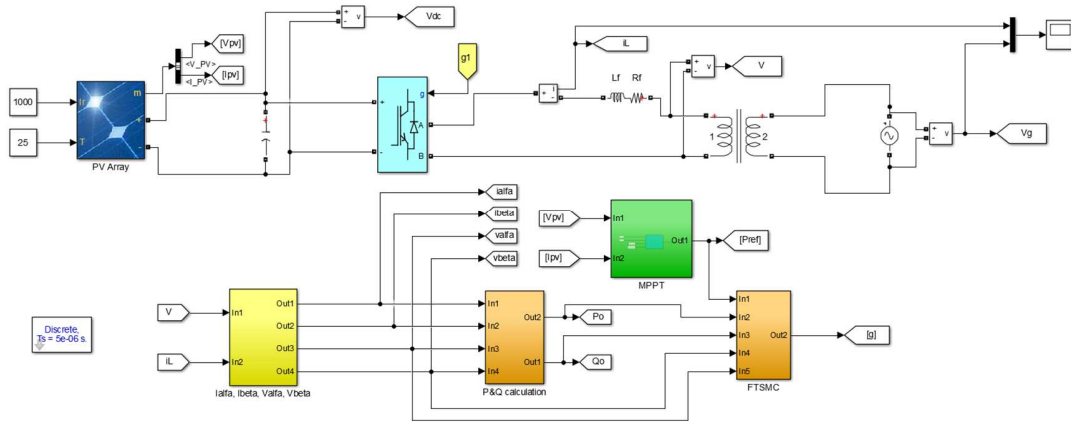 Vdc
[Vpv]
<V_PV>
[Ipv]
<I_PV>
1000
25
Ir
T
m
+
-
PV Array
+
-
v
g1
g
A
B
+
-
+
-
i
iL
Lf Rf
+
-
v
V
1
2
+
-
v
Vg
ialfa
ibeta
valfa
vbeta
[Vpv]
[Ipv]
In1
In2
Out1
MPPT
[Pref]
V
iL
In1
In2
Out1
Out2
Out3
Out4
Ialfa, Ibeta, Valfa, Vbeta
In1
In2
In3
In4
Out2
Out1
P&Q calculation
Po
Qo
In1
In2
In3
In4
In5
Out2
FTSMC
[g]
Discrete,
Ts = 5e-06 s.